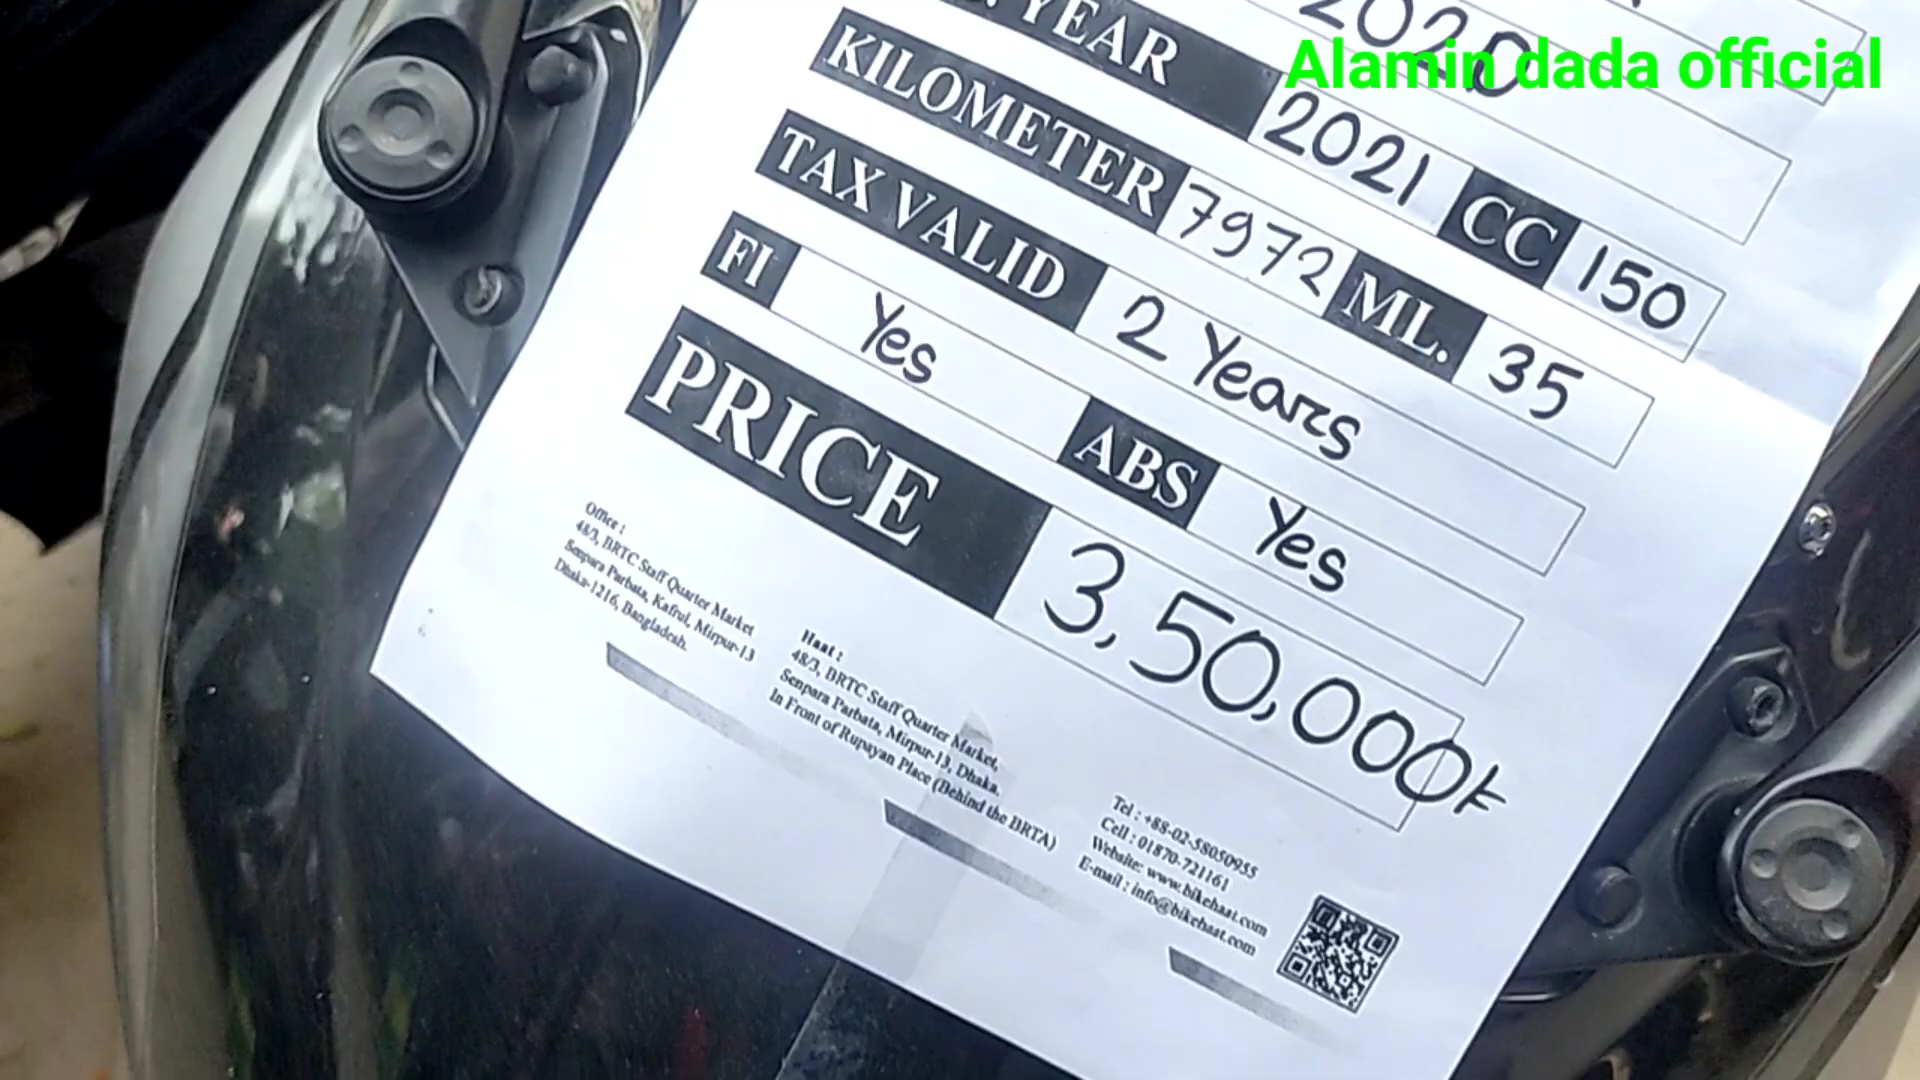 2020
Alamin dada official
YEAR 2021 CC 150
KILOMETER 7972 ML. 35
TAX VALID 2 Years
FI Yes ABS Yes
PRICE 3,50,000
Office :
48/3, BRTC Staff Quarter Market
Senpara Parbata, Kafrul, Mirpur-13
Dhaka-1216, Bangladesh.
Haat :
48/3, BRTC Staff Quarter Market,
Senpara Parbata, Mirpur-13, Dhaka.
In Front of Rupayan Place (Behind the BRTA)
Tel : +88-02-58050955
Cell : 01870-721161
Website: www.bikehaat.com
E-mail : info@bikehaat.com